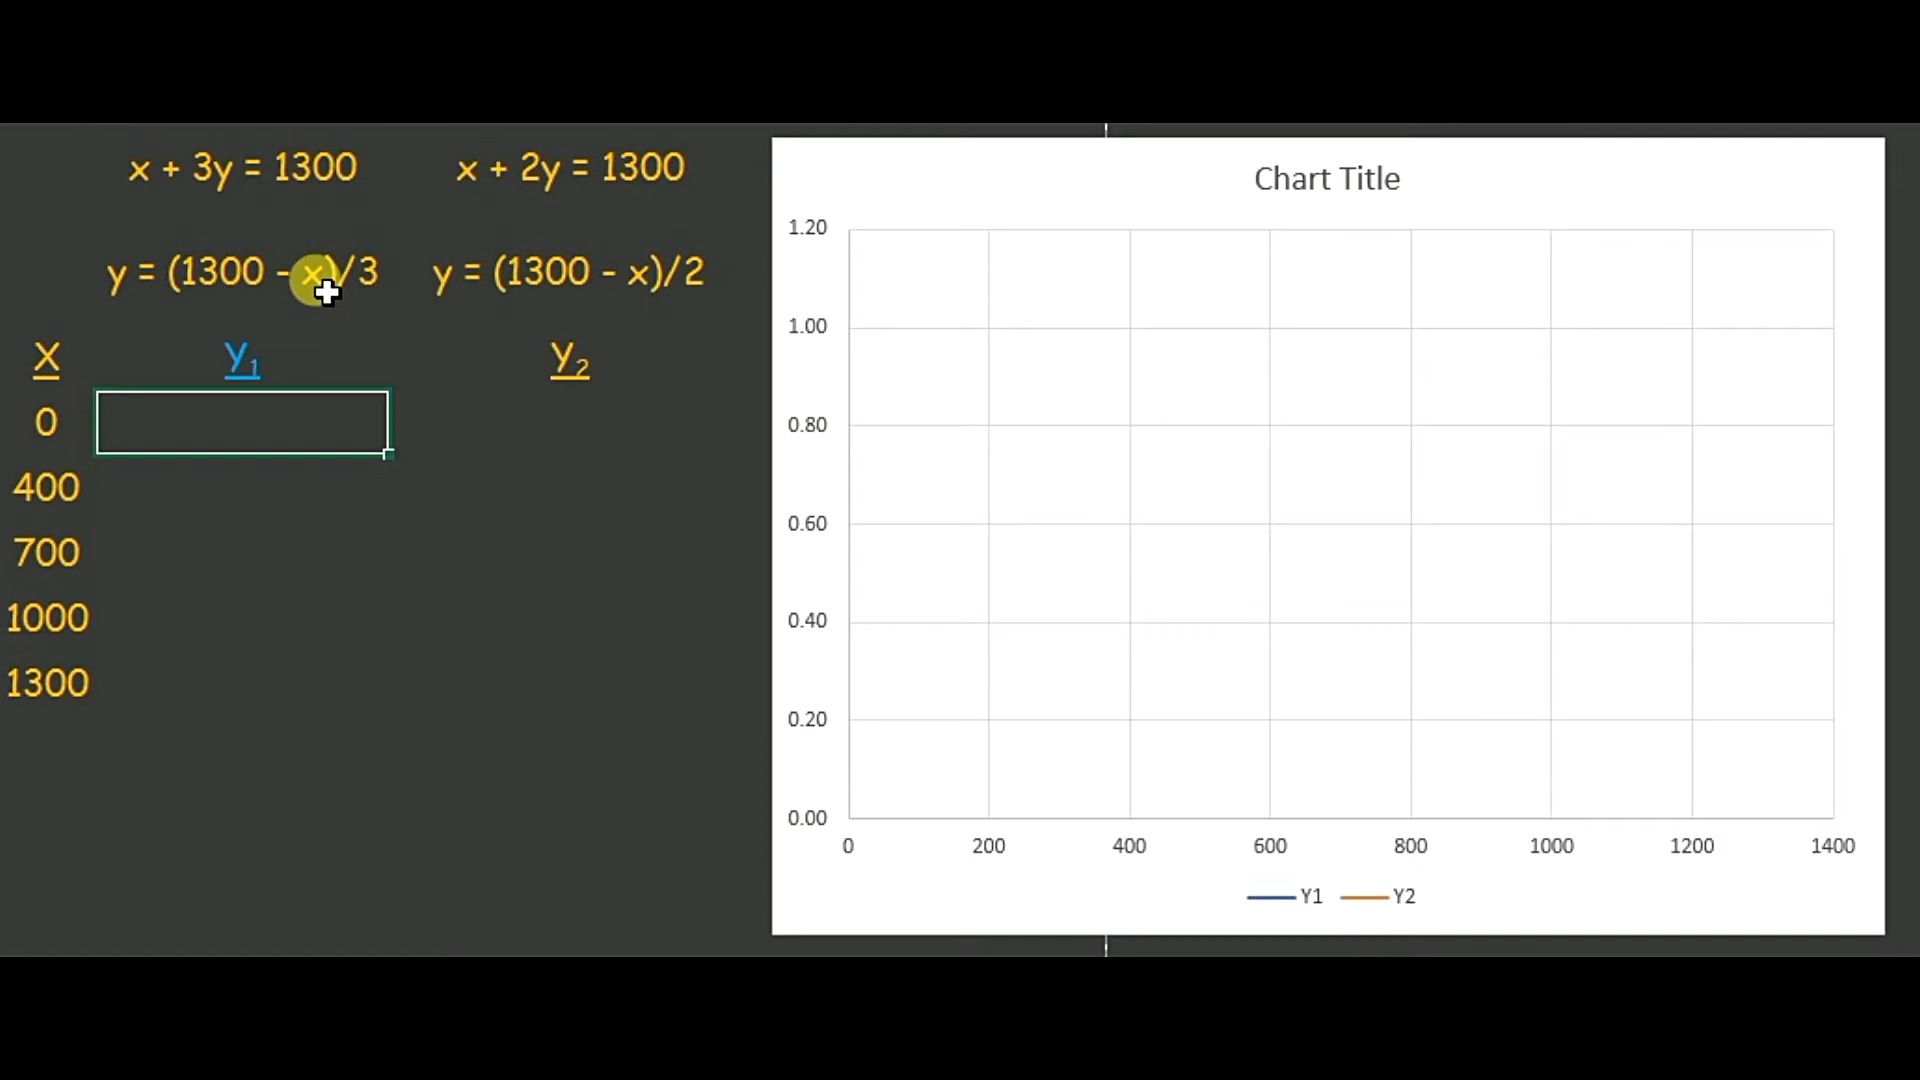 x + 3y = 1300
x + 2y = 1300
y = (1300 - x)/3
y = (1300 - x)/2
X
Y₁
Y₂
0
400
700
1000
1300
Chart Title
1.20
1.00
0.80
0.60
0.40
0.20
0.00
0 200 400 600 800 1000 1200 1400
Y1 Y2